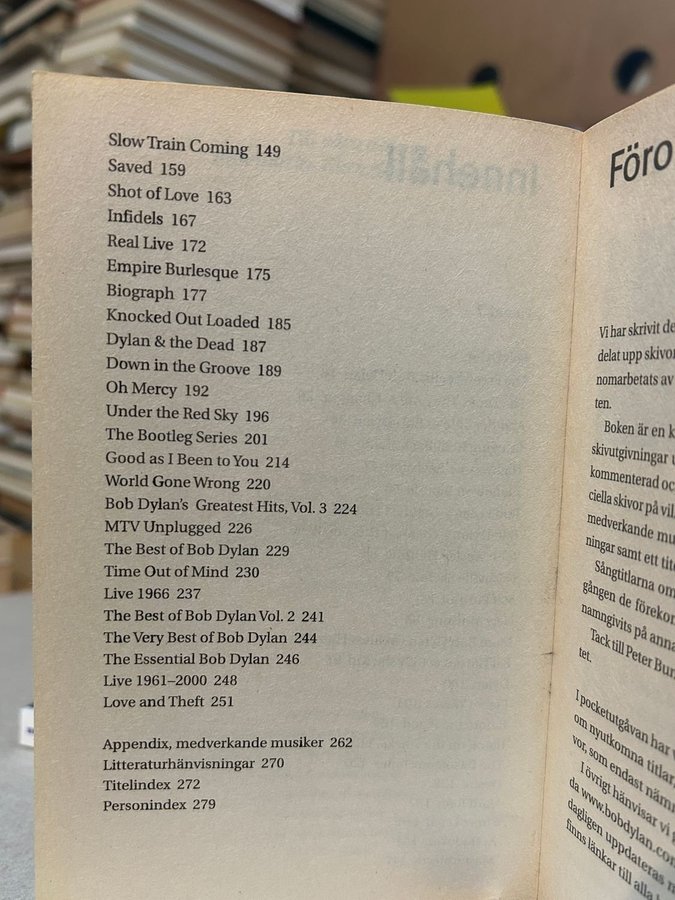 Slow Train Coming 149
Saved 159
Shot of Love 163
Infidels 167
Real Live 172
Empire Burlesque 175
Biograph 177
Knocked Out Loaded 185
Dylan & the Dead 187
Down in the Groove 189
Oh Mercy 192
Under the Red Sky 196
The Bootleg Series 201
Good as I Been to You 214
World Gone Wrong 220
Bob Dylan's Greatest Hits, Vol. 3 224
MTV Unplugged 226
The Best of Bob Dylan 229
Time Out of Mind 230
Live 1966 237
The Best of Bob Dylan Vol. 2 241
The Very Best of Bob Dylan 244
The Essential Bob Dylan 246
Live 1961–2000 248
Love and Theft 251
Appendix, medverkande musiker 262
Litteraturhänvisningar 270
Titelindex 272
Personindex 279
Innehåll
Föro
Vi har skrivit de
delat upp skivo
nomarbetats av
ten.
Boken är en k
skivutgivningar u
kommenterad oc
ciella skivor på vil
medverkande mu
ningar samt ett tit
Sångtitlarna om
gången de förekor
namngivits på anna
Tack till Peter Bur
tet.
I pocketutgåvan har v
om nyutkomna titlar,
vor, som endast nämn
I övrigt hänvisar vi
da www.bobdylan.com
dagligen uppdateras
finns länkar till alla